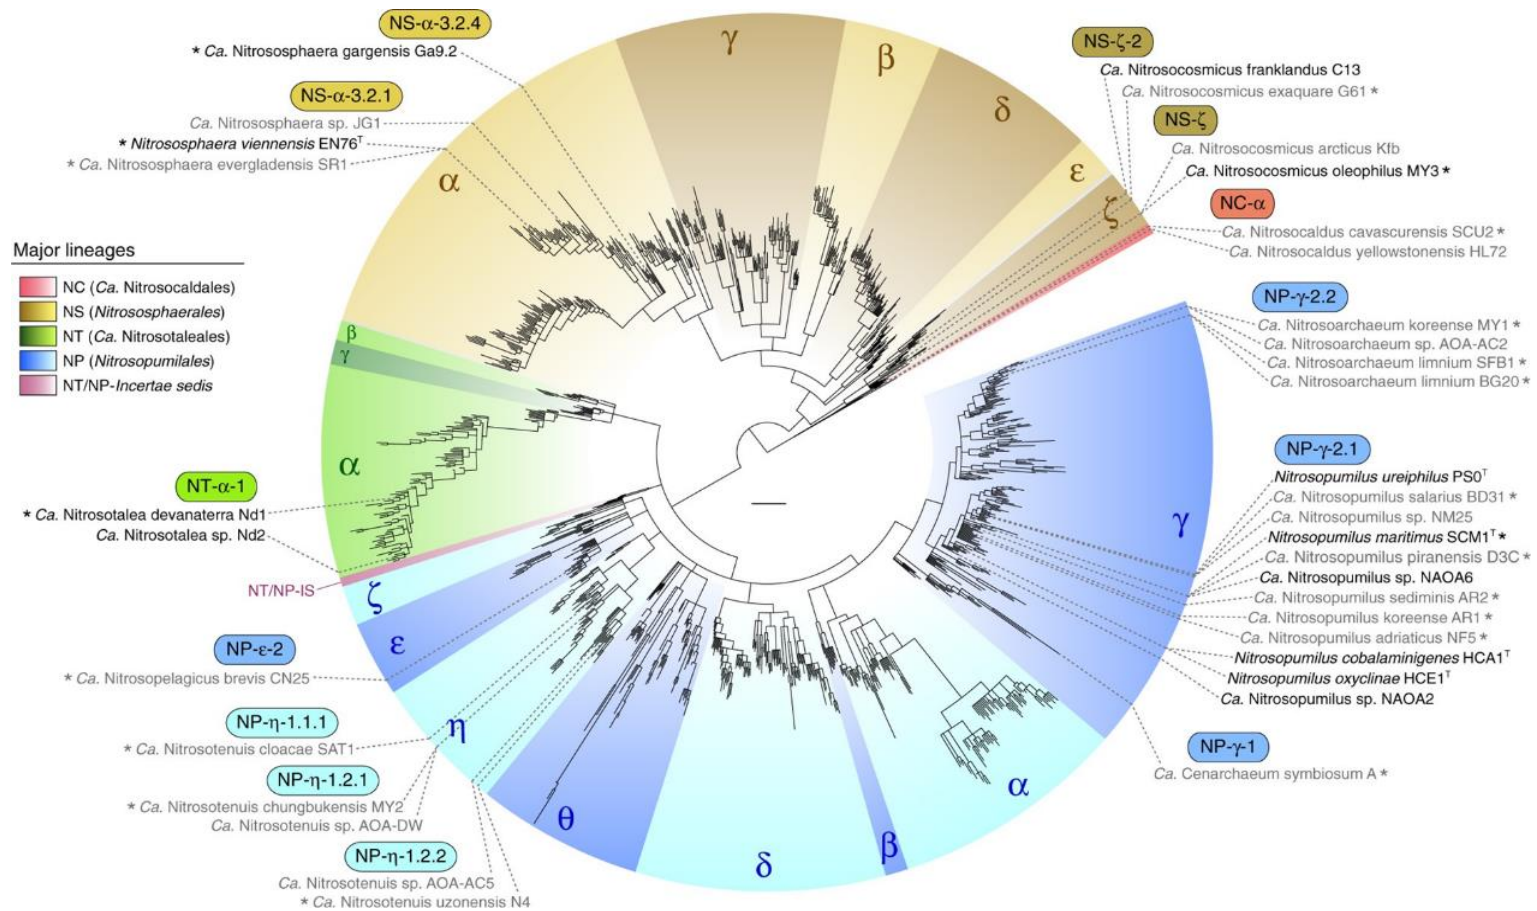 NS-α-3.2.4
* Ca. Nitrososphaera gargensis Ga9.2
NS-α-3.2.1
Ca. Nitrososphaera sp. JG1
* Nitrososphaera viennensis EN76ᵀ
* Ca. Nitrososphaera evergladensis SR1
α
γ
β
δ
ε
ζ
NS-ζ-2
Ca. Nitrosocosmicus franklandus C13
Ca. Nitrosocosmicus exaquare G61 *
NS-ζ
Ca. Nitrosocosmicus arcticus Kfb
Ca. Nitrosocosmicus oleophilus MY3 *
NC-α
Ca. Nitrosocaldus cavascurensis SCU2 *
Ca. Nitrosocaldus yellowstonensis HL72
Major lineages
NC (Ca. Nitrosocaldales)
NS (Nitrososphaerales)
NT (Ca. Nitrosotaleales)
NP (Nitrosopumilales)
NT/NP-Incertae sedis
β
γ
α
NP-γ-2.2
Ca. Nitrosoarchaeum koreense MY1 *
Ca. Nitrosoarchaeum sp. AOA-AC2
Ca. Nitrosoarchaeum limnium SFB1 *
Ca. Nitrosoarchaeum limnium BG20 *
NP-γ-2.1
Nitrosopumilus ureiphilus PS0ᵀ
Ca. Nitrosopumilus salarius BD31 *
Ca. Nitrosopumilus sp. NM25
Nitrosopumilus maritimus SCM1ᵀ *
Ca. Nitrosopumilus piranensis D3C *
Ca. Nitrosopumilus sp. NAOA6
Ca. Nitrosopumilus sediminis AR2 *
Ca. Nitrosopumilus koreense AR1 *
Ca. Nitrosopumilus adriaticus NF5 *
Nitrosopumilus cobalaminigenes HCA1ᵀ
Nitrosopumilus oxyclinae HCE1ᵀ
Ca. Nitrosopumilus sp. NAOA2
γ
NP-γ-1
Ca. Cenarchaeum symbiosum A *
NT-α-1
* Ca. Nitrosotalea devanaterra Nd1
Ca. Nitrosotalea sp. Nd2
NT/NP-IS
ζ
ε
NP-ε-2
* Ca. Nitrosopelagicus brevis CN25
η
NP-η-1.1.1
* Ca. Nitrosotenuis cloacae SAT1
NP-η-1.2.1
* Ca. Nitrosotenuis chungbukensis MY2
Ca. Nitrosotenuis sp. AOA-DW
NP-η-1.2.2
Ca. Nitrosotenuis sp. AOA-AC5
* Ca. Nitrosotenuis uzonensis N4
θ
δ
β
α